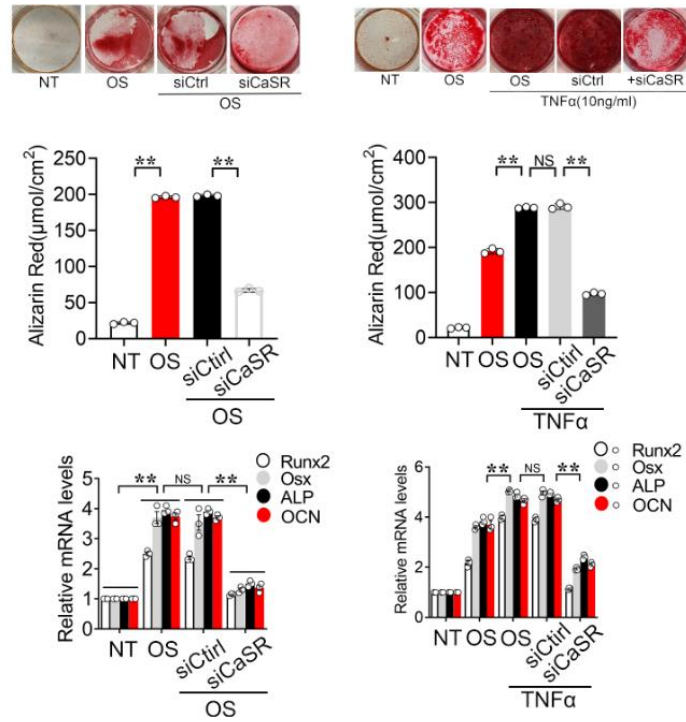 NT OS siCtrl siCaSR
OS
NT OS OS siCtrl +siCaSR
TNFα(10ng/ml)
Alizarin Red(μmol/cm²)
250
200
150
100
50
0
** **
NT OS siCtirl siCaSR
OS
Alizarin Red(μmol/cm²)
400
300
200
100
0
** NS **
NT OS OS siCtirl siCaSR
TNFα
Relative mRNA levels
5
4
3
2
1
0
** NS **
Runx2
Osx
ALP
OCN
NT OS siCtirl siCaSR
OS
Relative mRNA levels
6
4
2
0
** NS **
Runx2
Osx
ALP
OCN
NT OS OS siCtirl siCaSR
TNFα